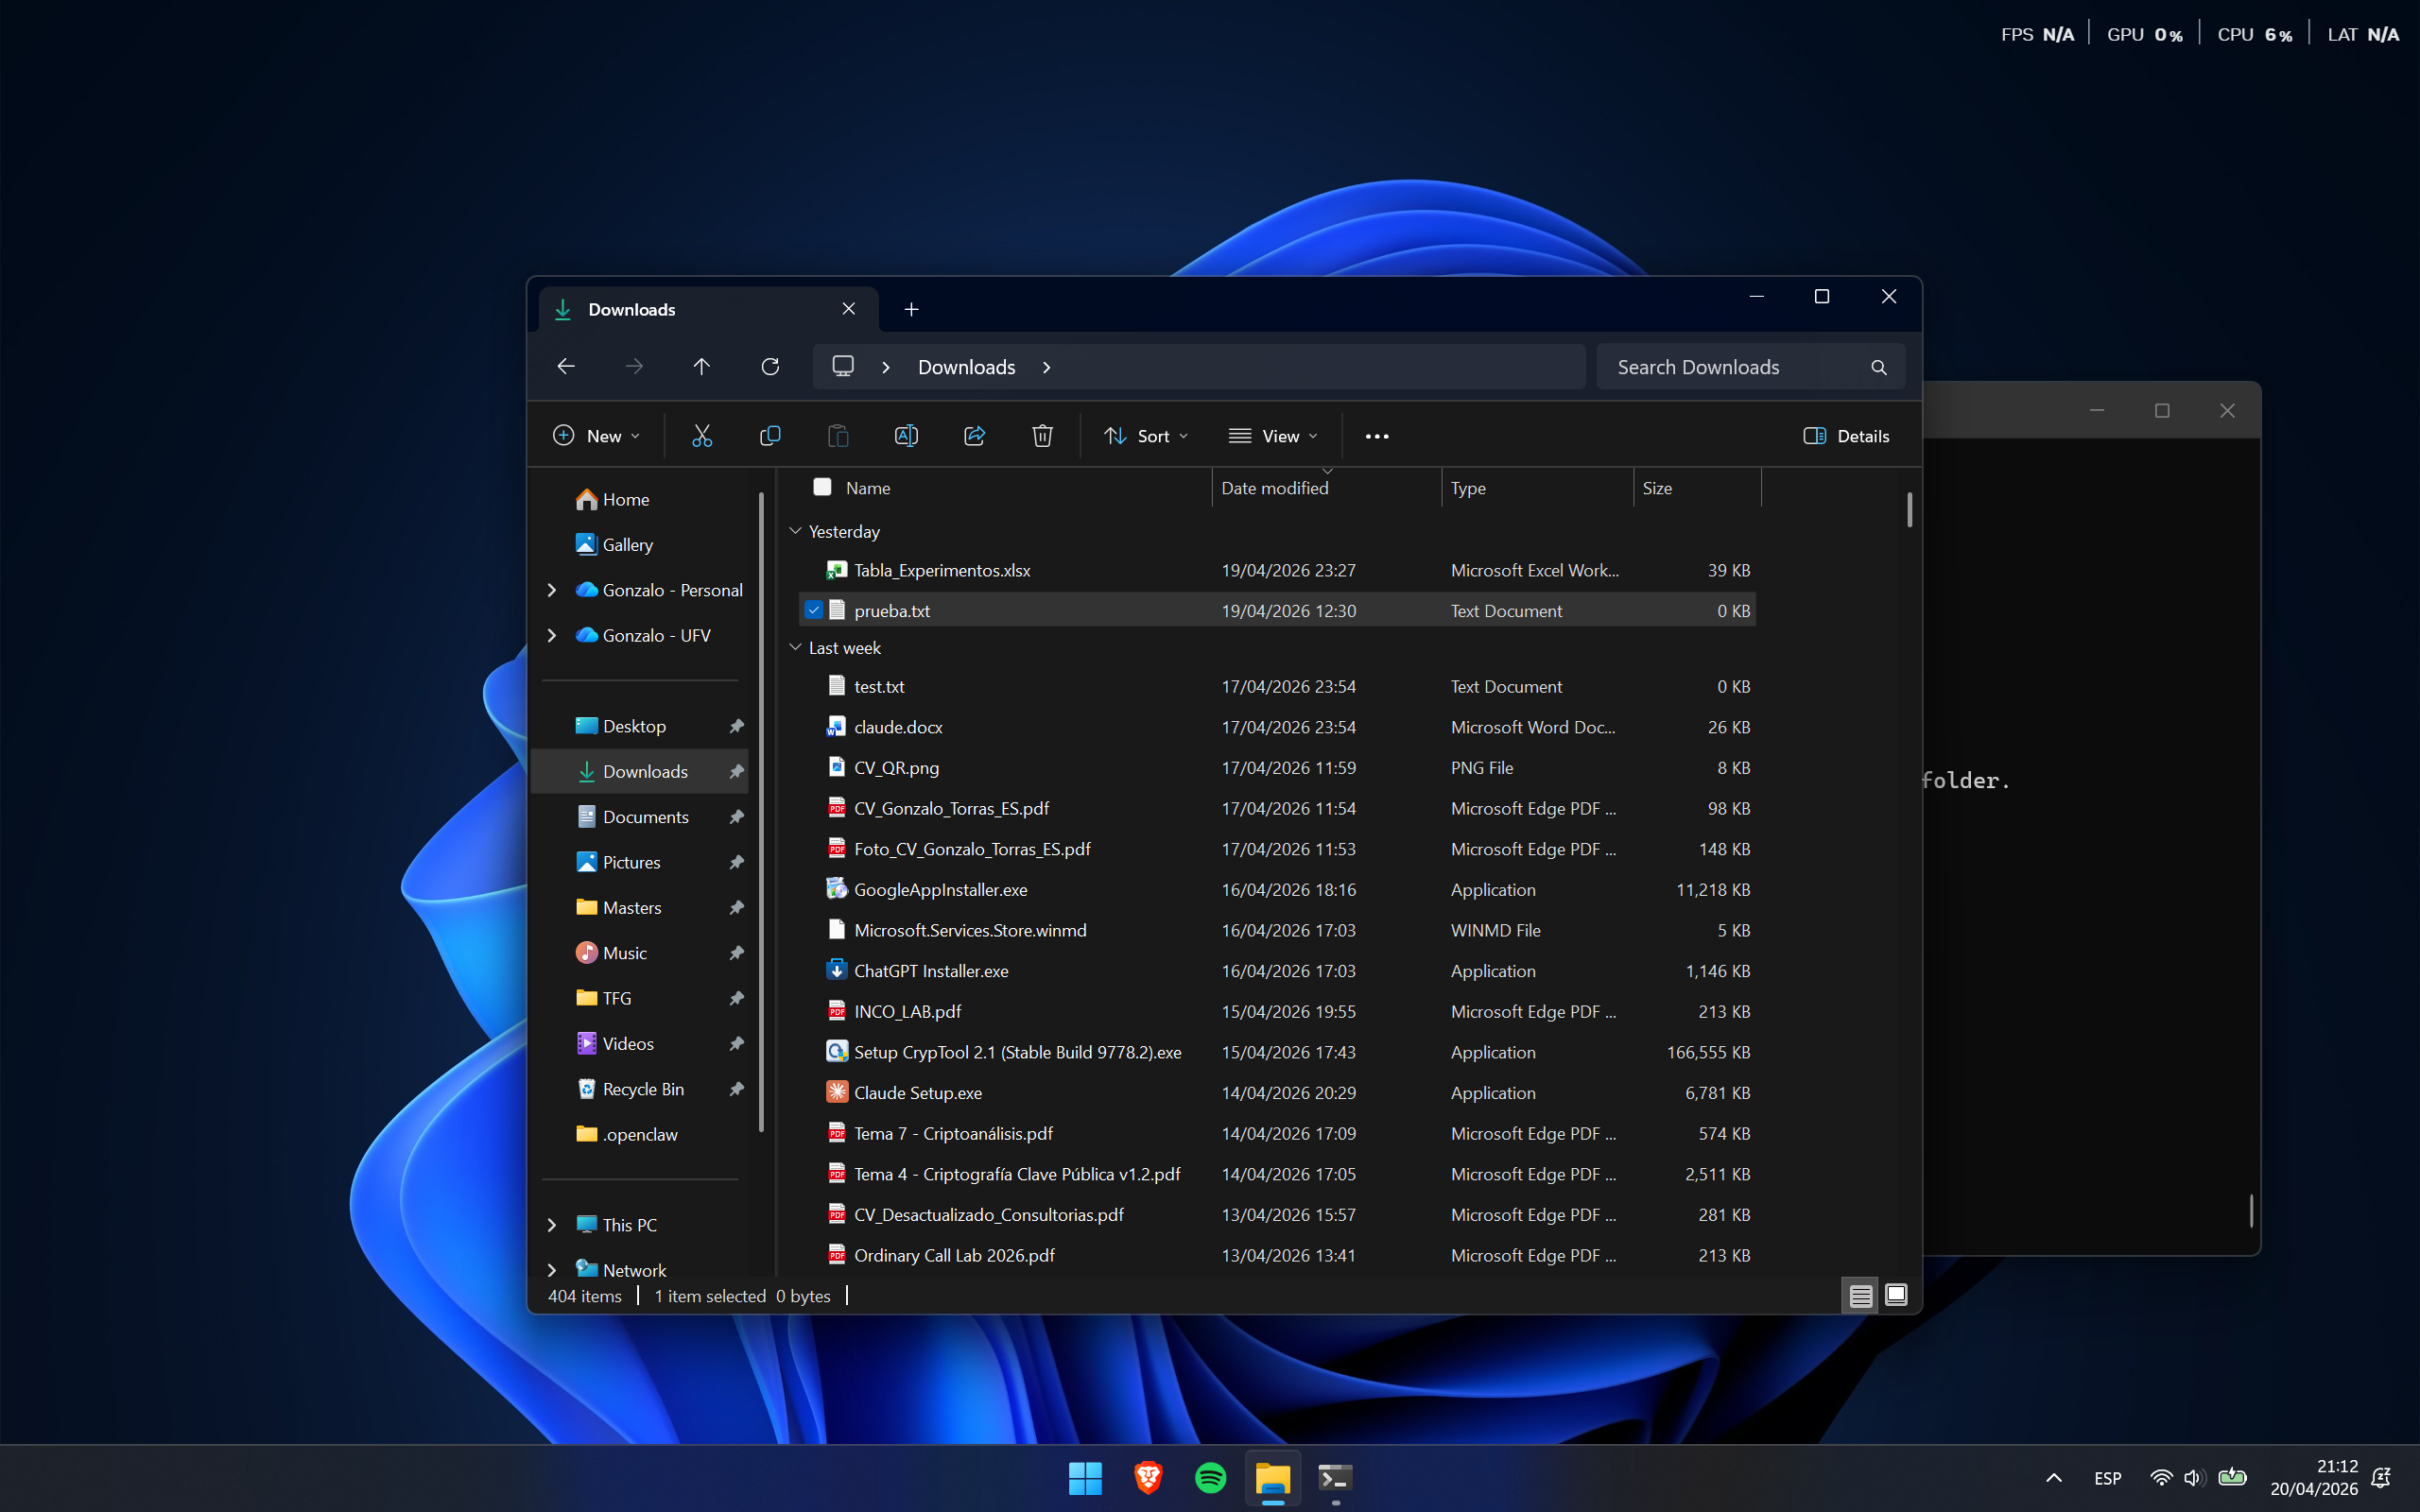 FPS N/A GPU 0% CPU 6% LAT N/A
Downloads
Downloads
Search Downloads
New
Sort
View
Details
Name Date modified Type Size
Home
Gallery
Gonzalo - Personal
Gonzalo - UFV
Desktop
Downloads
Documents
Pictures
Masters
Music
TFG
Videos
Recycle Bin
.openclaw
This PC
Network
Yesterday
Tabla_Experimentos.xlsx 19/04/2026 23:27 Microsoft Excel Work... 39 KB
prueba.txt 19/04/2026 12:30 Text Document 0 KB
Last week
test.txt 17/04/2026 23:54 Text Document 0 KB
claude.docx 17/04/2026 23:54 Microsoft Word Doc... 26 KB
CV_QR.png 17/04/2026 11:59 PNG File 8 KB
CV_Gonzalo_Torras_ES.pdf 17/04/2026 11:54 Microsoft Edge PDF ... 98 KB
Foto_CV_Gonzalo_Torras_ES.pdf 17/04/2026 11:53 Microsoft Edge PDF ... 148 KB
GoogleAppInstaller.exe 16/04/2026 18:16 Application 11,218 KB
Microsoft.Services.Store.winmd 16/04/2026 17:03 WINMD File 5 KB
ChatGPT Installer.exe 16/04/2026 17:03 Application 1,146 KB
INCO_LAB.pdf 15/04/2026 19:55 Microsoft Edge PDF ... 213 KB
Setup CrypTool 2.1 (Stable Build 9778.2).exe 15/04/2026 17:43 Application 166,555 KB
Claude Setup.exe 14/04/2026 20:29 Application 6,781 KB
Tema 7 - Criptoanálisis.pdf 14/04/2026 17:09 Microsoft Edge PDF ... 574 KB
Tema 4 - Criptografía Clave Pública v1.2.pdf 14/04/2026 17:05 Microsoft Edge PDF ... 2,511 KB
CV_Desactualizado_Consultorias.pdf 13/04/2026 15:57 Microsoft Edge PDF ... 281 KB
Ordinary Call Lab 2026.pdf 13/04/2026 13:41 Microsoft Edge PDF ... 213 KB
folder.
404 items 1 item selected 0 bytes
ESP
21:12
20/04/2026